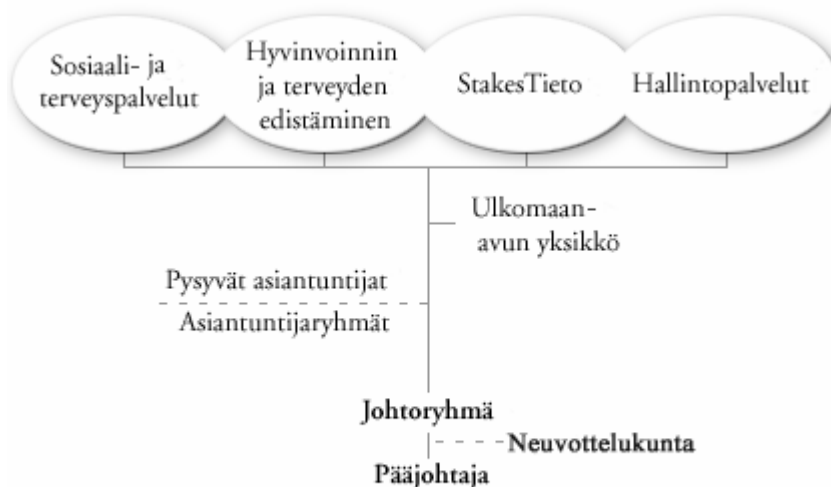 Sosiaali- ja
terveyspalvelut
Hyvinvoinnin
ja terveyden
edistäminen
StakesTieto
Hallintopalvelut
Ulkomaan-
avun yksikkö
Pysyvät asiantuntijat
Asiantuntijaryhmät
Johtoryhmä
Neuvottelukunta
Pääjohtaja